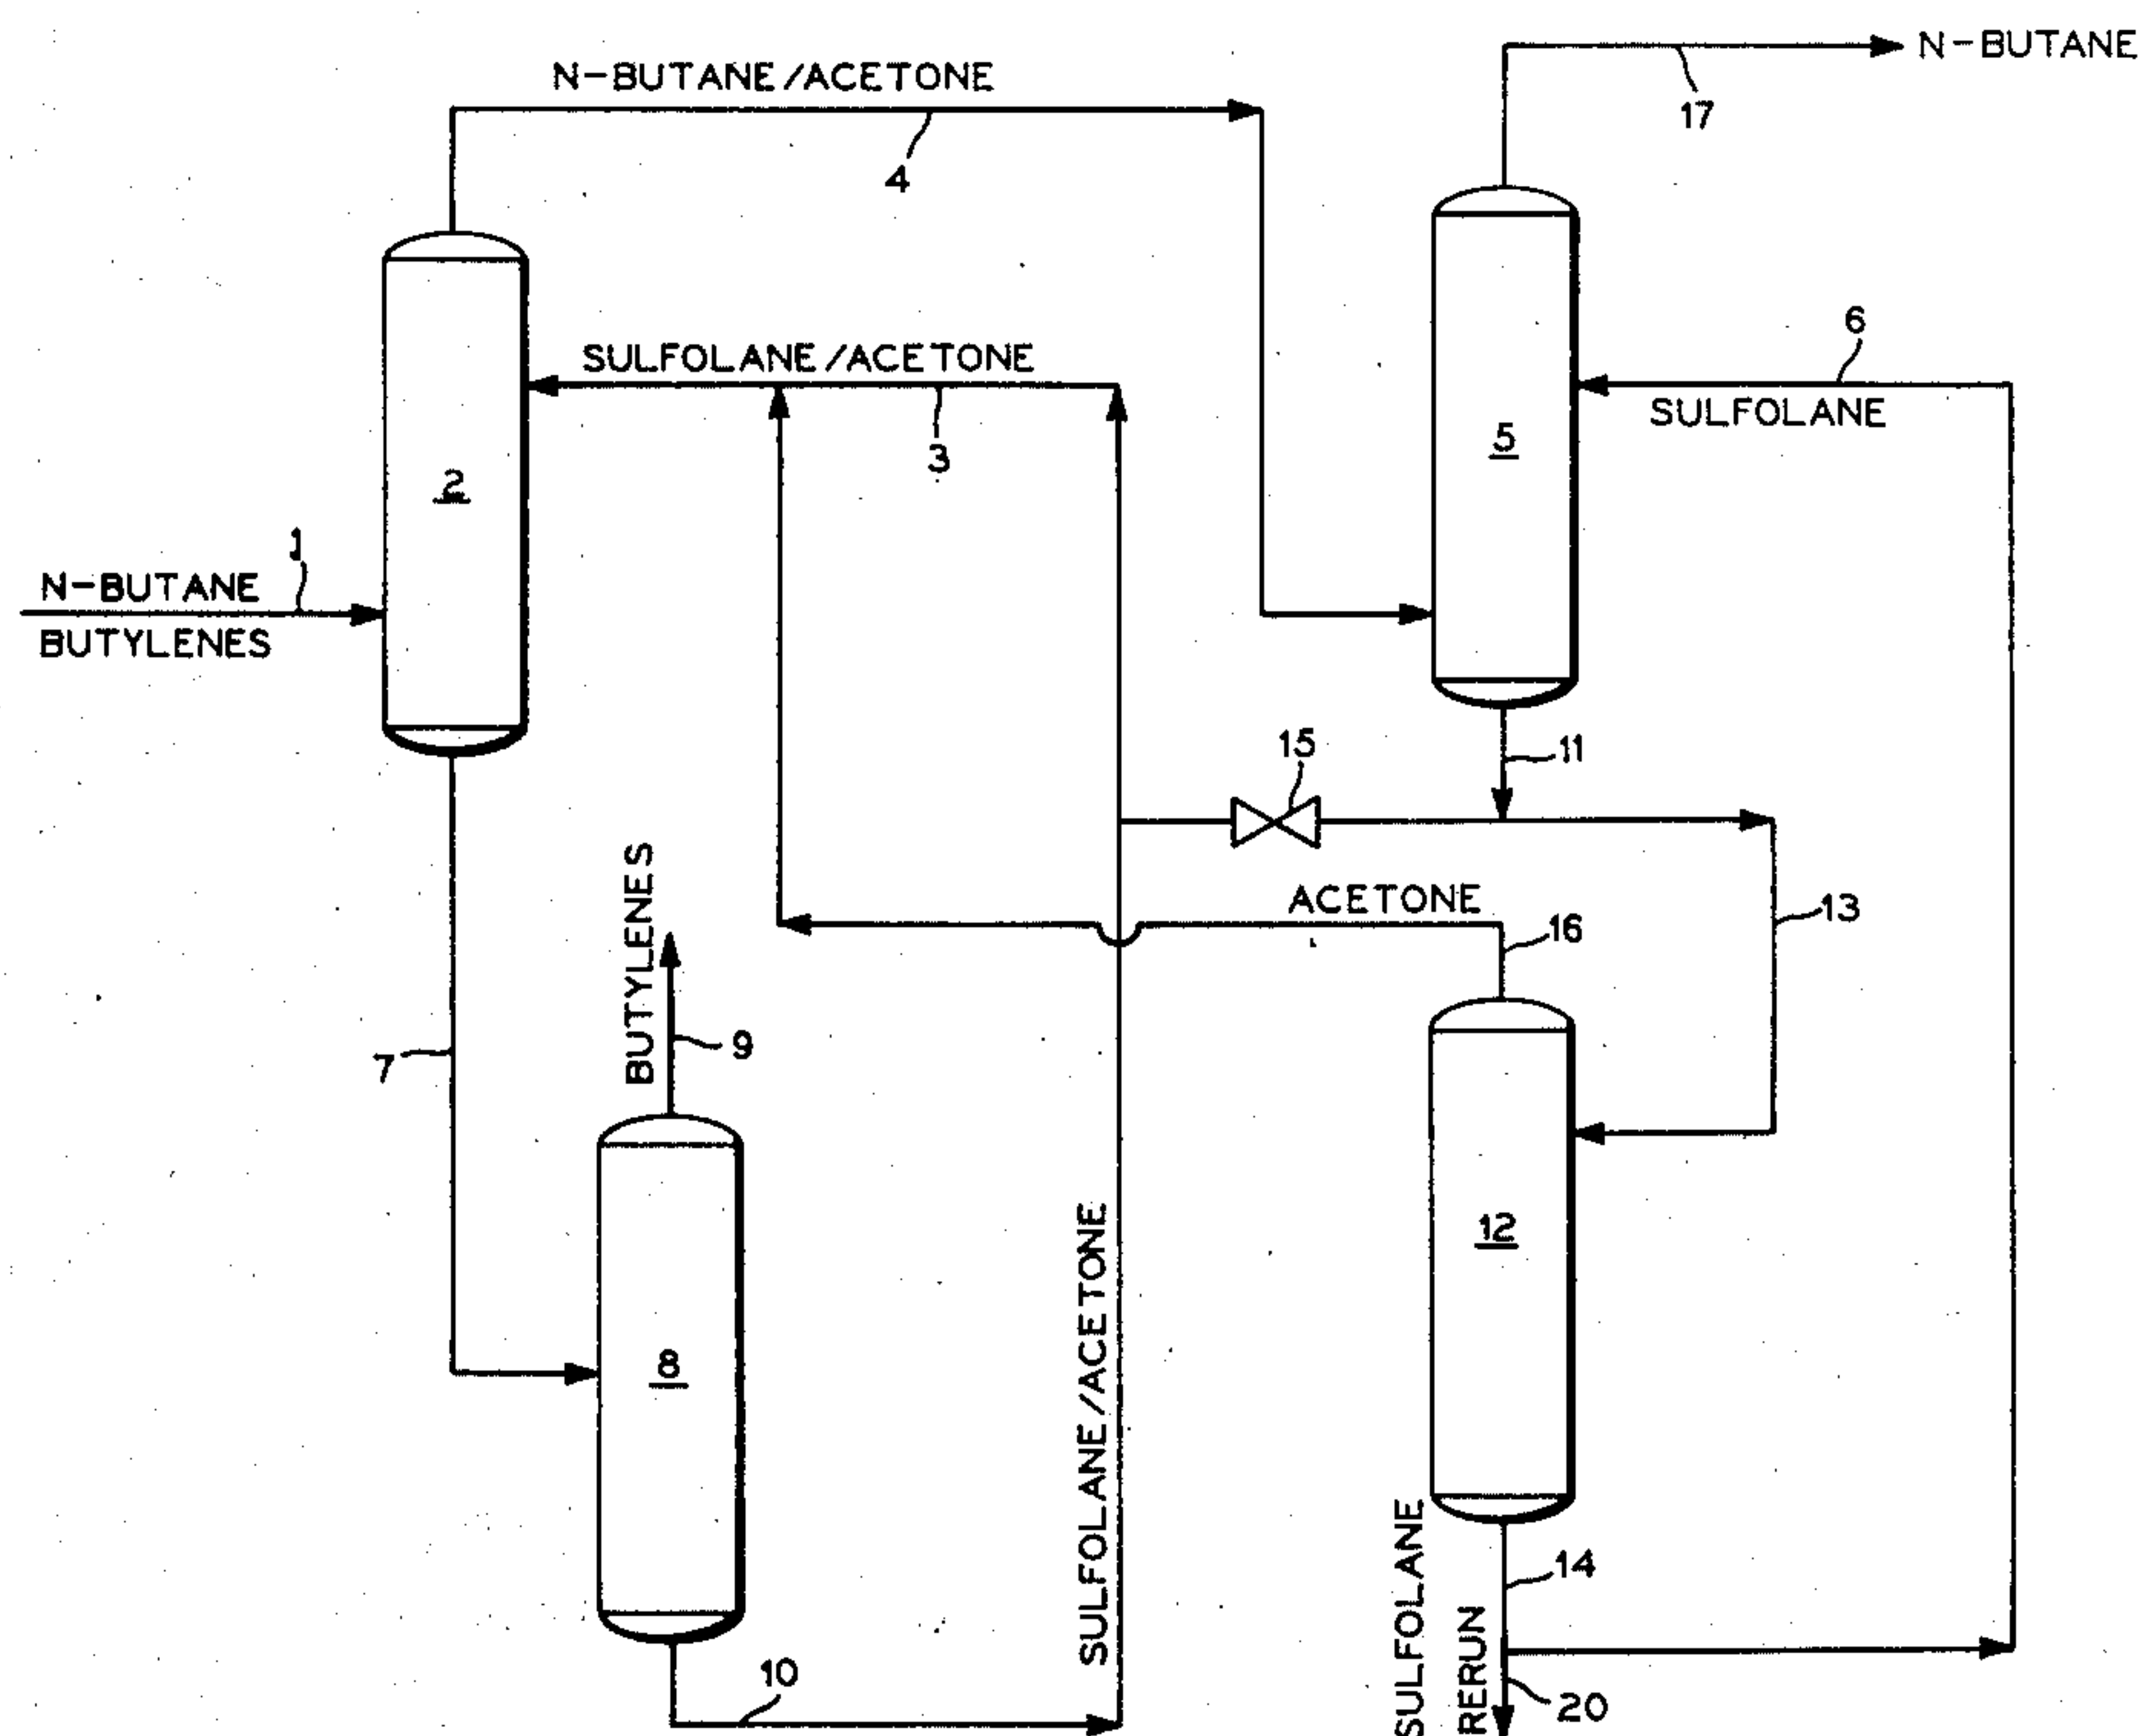 N-BUTANE
17
N-BUTANE/ACETONE
4
6
SULFOLANE/ACETONE
SULFOLANE
3
5
2
1
N-BUTANE
BUTYLENES
15
11
ACETONE
13
16
BUTYLENES
9
7
12
8
SULFOLANE/ACETONE
14
SULFOLANE
RERUN
10
20